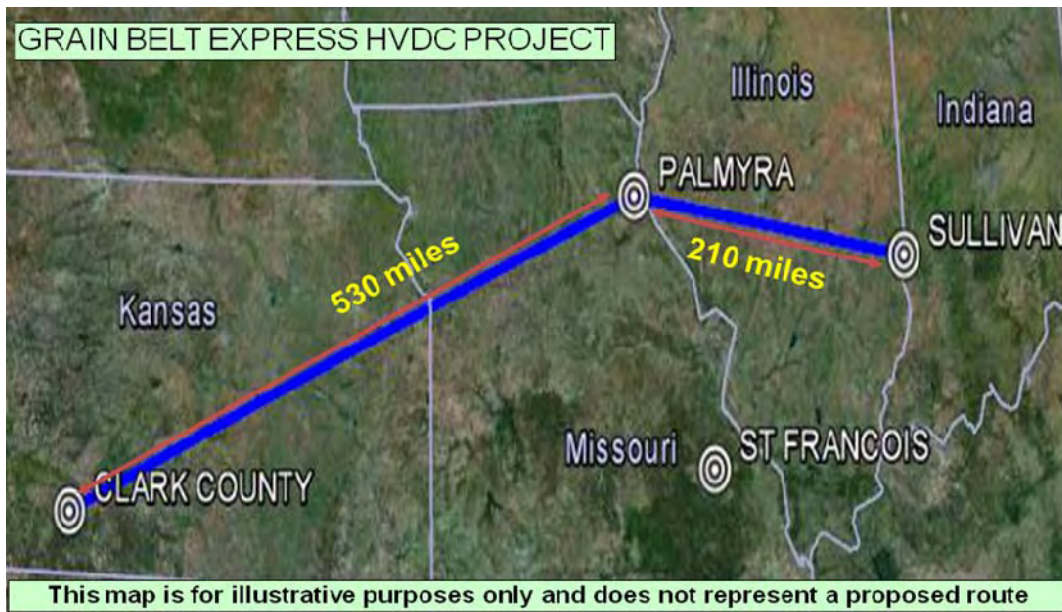 GRAIN BELT EXPRESS HVDC PROJECT
Illinois
Indiana
PALMYRA
SULLIVAN
530 miles
210 miles
Kansas
Missouri
ST FRANCOIS
CLARK COUNTY
This map is for illustrative purposes only and does not represent a proposed route